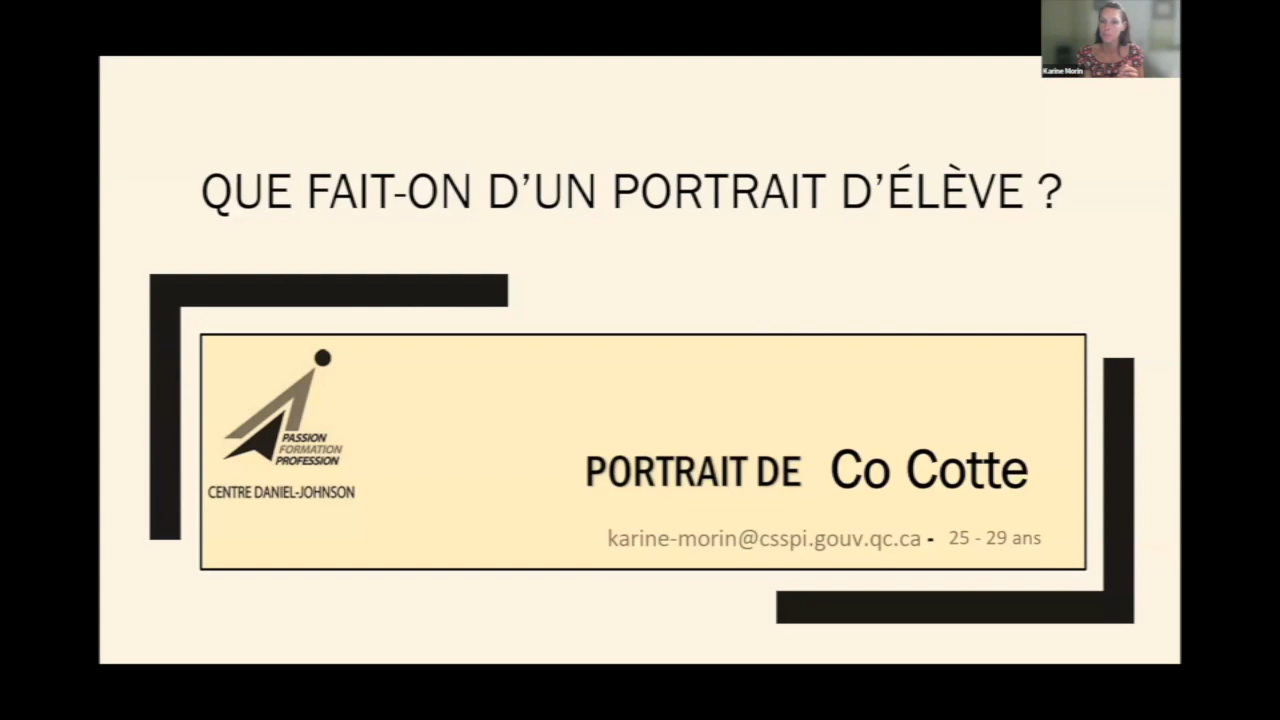 Karine Morin
QUE FAIT-ON D’UN PORTRAIT D’ÉLÈVE ?
PASSION
FORMATION
PROFESSION
CENTRE DANIEL-JOHNSON
PORTRAIT DE Co Cotte
karine-morin@csspi.gouv.qc.ca - 25 - 29 ans